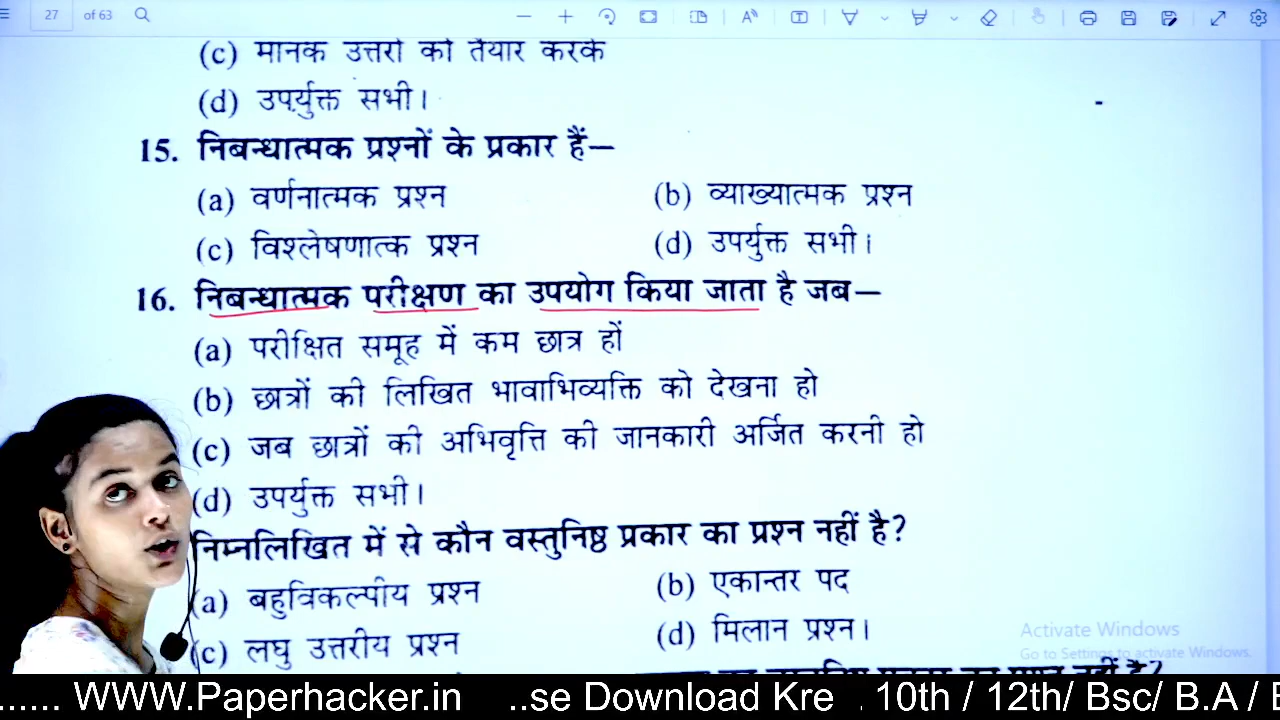 27 of 63
(c) मानक उत्तरों को तैयार करके
(d) उपर्युक्त सभी।
15. निबन्धात्मक प्रश्नों के प्रकार हैं—
(a) वर्णनात्मक प्रश्न (b) व्याख्यात्मक प्रश्न
(c) विश्लेषणात्क प्रश्न (d) उपर्युक्त सभी।
16. निबन्धात्मक परीक्षण का उपयोग किया जाता है जब—
(a) परीक्षित समूह में कम छात्र हों
(b) छात्रों की लिखित भावाभिव्यक्ति को देखना हो
(c) जब छात्रों की अभिवृत्ति की जानकारी अर्जित करनी हो
(d) उपर्युक्त सभी।
निम्नलिखित में से कौन वस्तुनिष्ठ प्रकार का प्रश्न नहीं है?
(a) बहुविकल्पीय प्रश्न (b) एकान्तर पद
(c) लघु उत्तरीय प्रश्न (d) मिलान प्रश्न।
Activate Windows
Go to Settings to activate Windows.
नहीं है?
...... WWW.Paperhacker.in ..se Download Kre . 10th / 12th/ Bsc/ B.A /